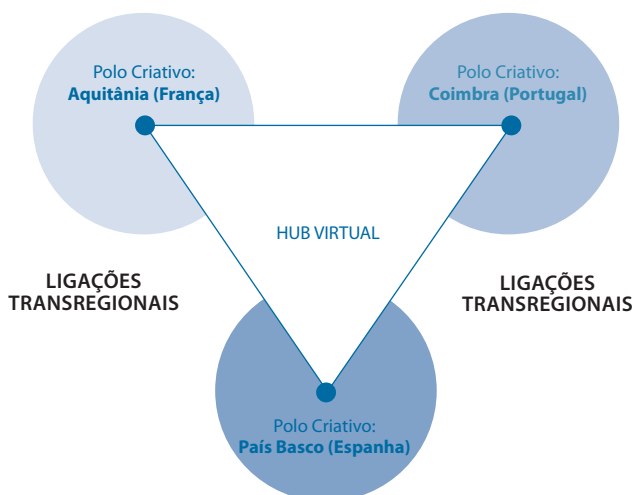 Polo Criativo:
Aquitânia (França)
Polo Criativo:
Coimbra (Portugal)
HUB VIRTUAL
LIGAÇÕES
TRANSREGIONAIS
LIGAÇÕES
TRANSREGIONAIS
Polo Criativo:
País Basco (Espanha)